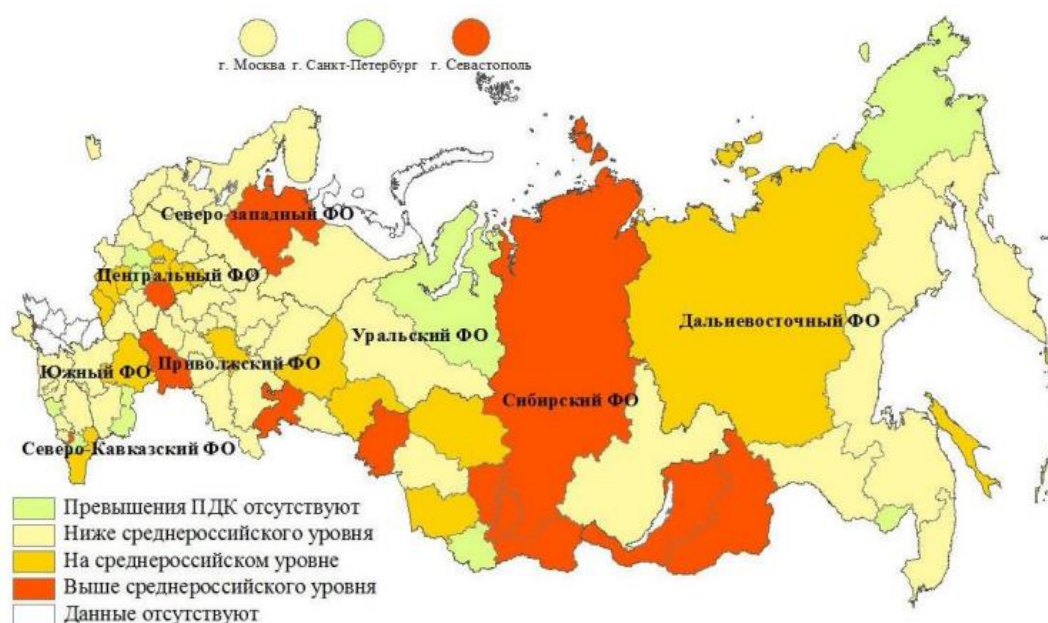 г. Москва г. Санкт-Петербург г. Севастополь
Северо-западный ФО
Центральный ФО
Уральский ФО
Дальневосточный ФО
Южный ФО
Приволжский ФО
Сибирский ФО
Северо-Кавказский ФО
Превышения ПДК отсутствуют
Ниже среднероссийского уровня
На среднероссийском уровне
Выше среднероссийского уровня
Данные отсутствуют